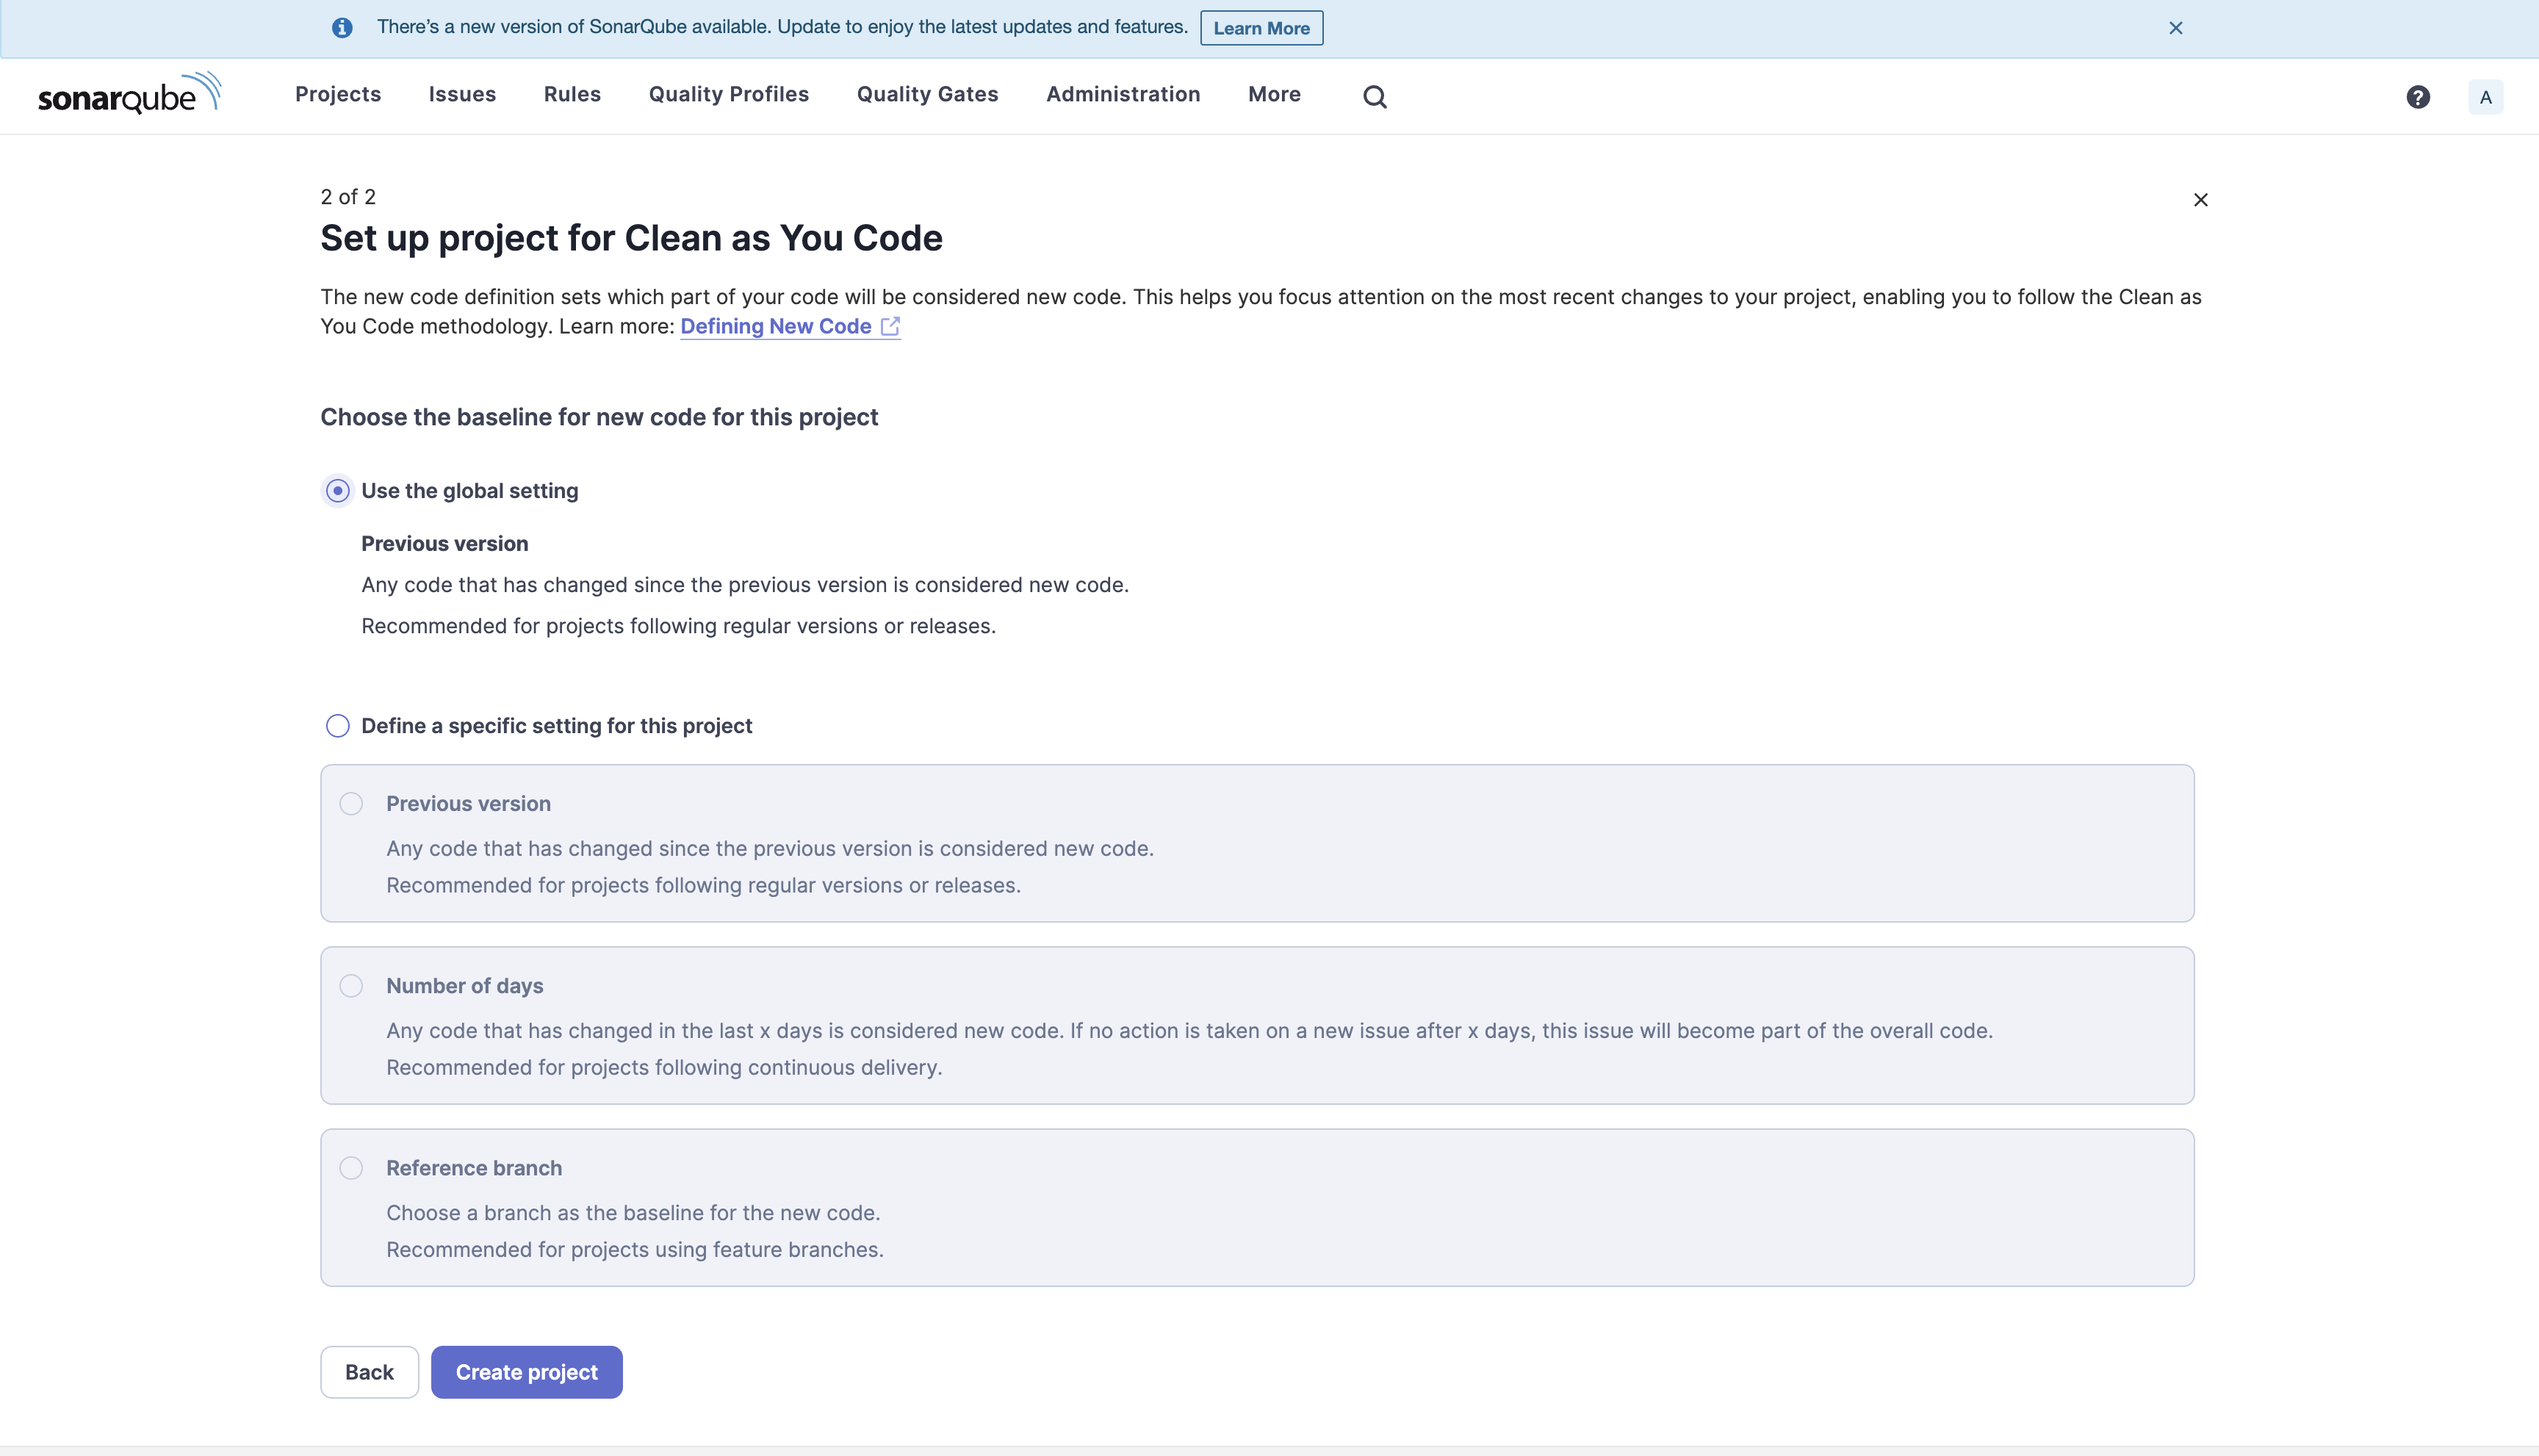 There's a new version of SonarQube available. Update to enjoy the latest updates and features. Learn More
sonarqube Projects Issues Rules Quality Profiles Quality Gates Administration More A
2 of 2
Set up project for Clean as You Code
The new code definition sets which part of your code will be considered new code. This helps you focus attention on the most recent changes to your project, enabling you to follow the Clean as
You Code methodology. Learn more: Defining New Code
Choose the baseline for new code for this project
Use the global setting
Previous version
Any code that has changed since the previous version is considered new code.
Recommended for projects following regular versions or releases.
Define a specific setting for this project
Previous version
Any code that has changed since the previous version is considered new code.
Recommended for projects following regular versions or releases.
Number of days
Any code that has changed in the last x days is considered new code. If no action is taken on a new issue after x days, this issue will become part of the overall code.
Recommended for projects following continuous delivery.
Reference branch
Choose a branch as the baseline for the new code.
Recommended for projects using feature branches.
Back Create project